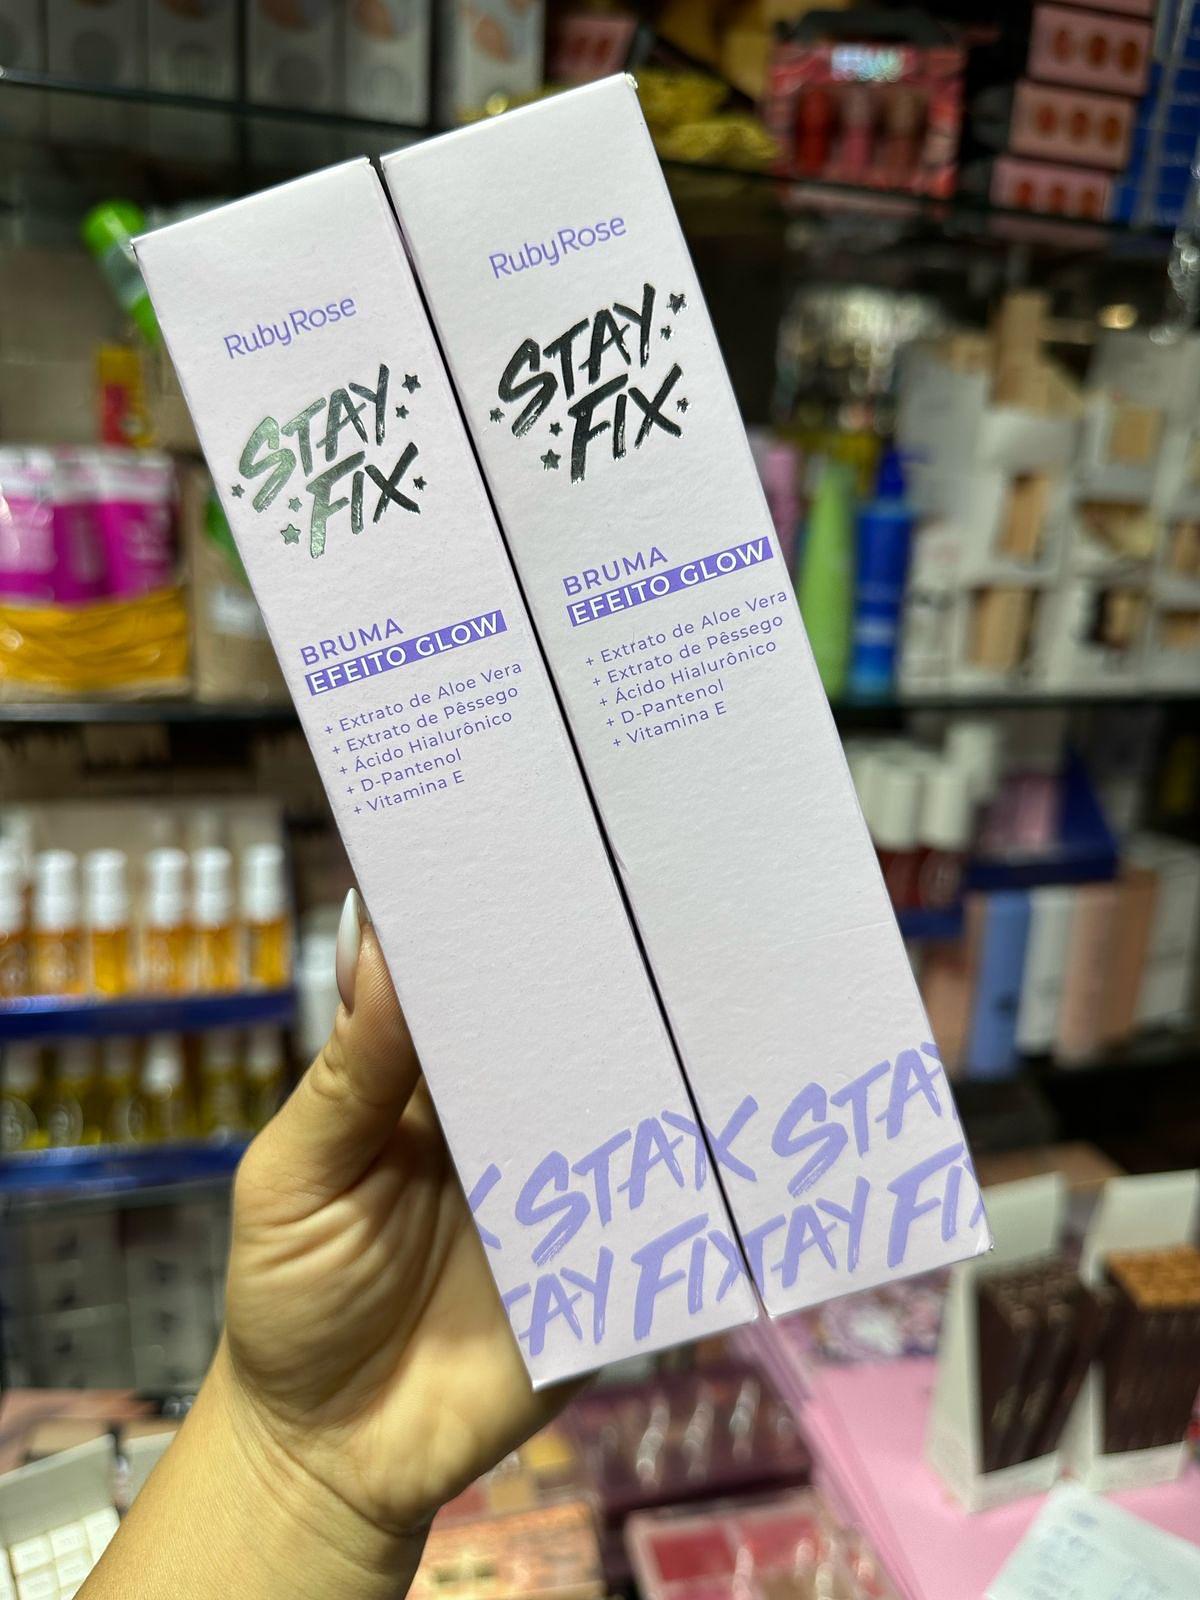 RubyRose
STAY
FIX
BRUMA
EFEITO GLOW
+ Extrato de Aloe Vera
+ Extrato de Pêssego
+ Ácido Hialurônico
+ D-Pantenol
+ Vitamina E
X STAY
TAY FIX
RubyRose
STAY
FIX
BRUMA
EFEITO GLOW
+ Extrato de Aloe Vera
+ Extrato de Pêssego
+ Ácido Hialurônico
+ D-Pantenol
+ Vitamina E
X STAY
TAY FIX